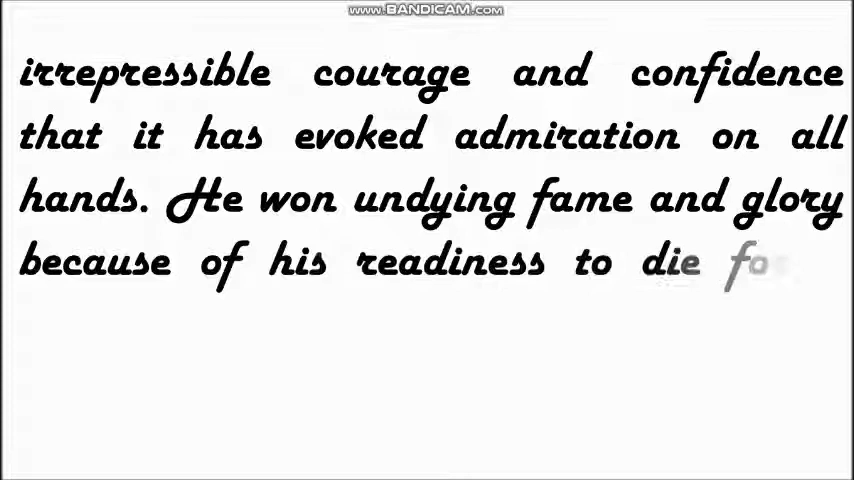 www.BANDICAM.com
irrepressible courage and confidence
that it has evoked admiration on all
hands. He won undying fame and glory
because of his readiness to die